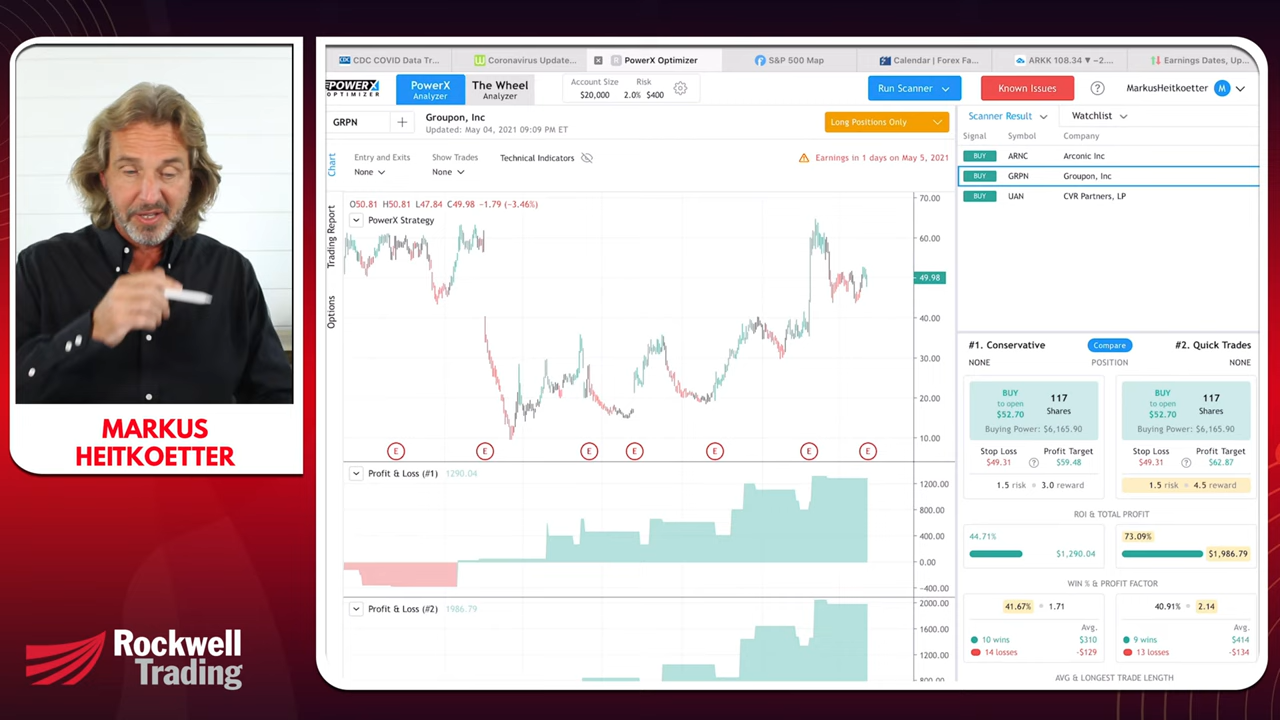 CDC COVID Data Tr...
Coronavirus Update...
PowerX Optimizer
S&P 500 Map
Calendar | Forex Fa...
ARKK 108.34 ▼ −2....
Earnings Dates, Up...
POWERX
OPTIMIZER
PowerX
Analyzer
The Wheel
Analyzer
Account Size
$20,000
Risk
2.0% $400
Run Scanner
Known Issues
MarkusHeitkoetter
M
GRPN
Groupon, Inc
Updated: May 04, 2021 09:09 PM ET
Long Positions Only
Scanner Result
Watchlist
Signal Symbol Company
BUY ARNC Arconic Inc
BUY GRPN Groupon, Inc
BUY UAN CVR Partners, LP
Chart
Trading Report
Options
Entry and Exits
None
Show Trades
None
Technical Indicators
Earnings in 1 days on May 5, 2021
O50.81 H50.81 L47.84 C49.98 −1.79 (−3.46%)
PowerX Strategy
70.00
60.00
49.98
40.00
30.00
20.00
10.00
E E E E E E E
Profit & Loss (#1) 1290.04
1200.00
800.00
400.00
0.00
−400.00
Profit & Loss (#2) 1986.79
2000.00
1600.00
1200.00
800.00
#1. Conservative
Compare
#2. Quick Trades
NONE POSITION NONE
BUY
to open
$52.70
117
Shares
Buying Power: $6,165.90
Stop Loss
$49.31
Profit Target
$59.48
1.5 risk = 3.0 reward
BUY
to open
$52.70
117
Shares
Buying Power: $6,165.90
Stop Loss
$49.31
Profit Target
$62.87
1.5 risk = 4.5 reward
ROI & TOTAL PROFIT
44.71%
$1,290.04
73.09%
$1,986.79
WIN % & PROFIT FACTOR
41.67% = 1.71
Avg.
10 wins $310
14 losses -$129
40.91% = 2.14
Avg.
9 wins $414
13 losses -$134
AVG & LONGEST TRADE LENGTH
MARKUS
HEITKOETTER
Rockwell
Trading